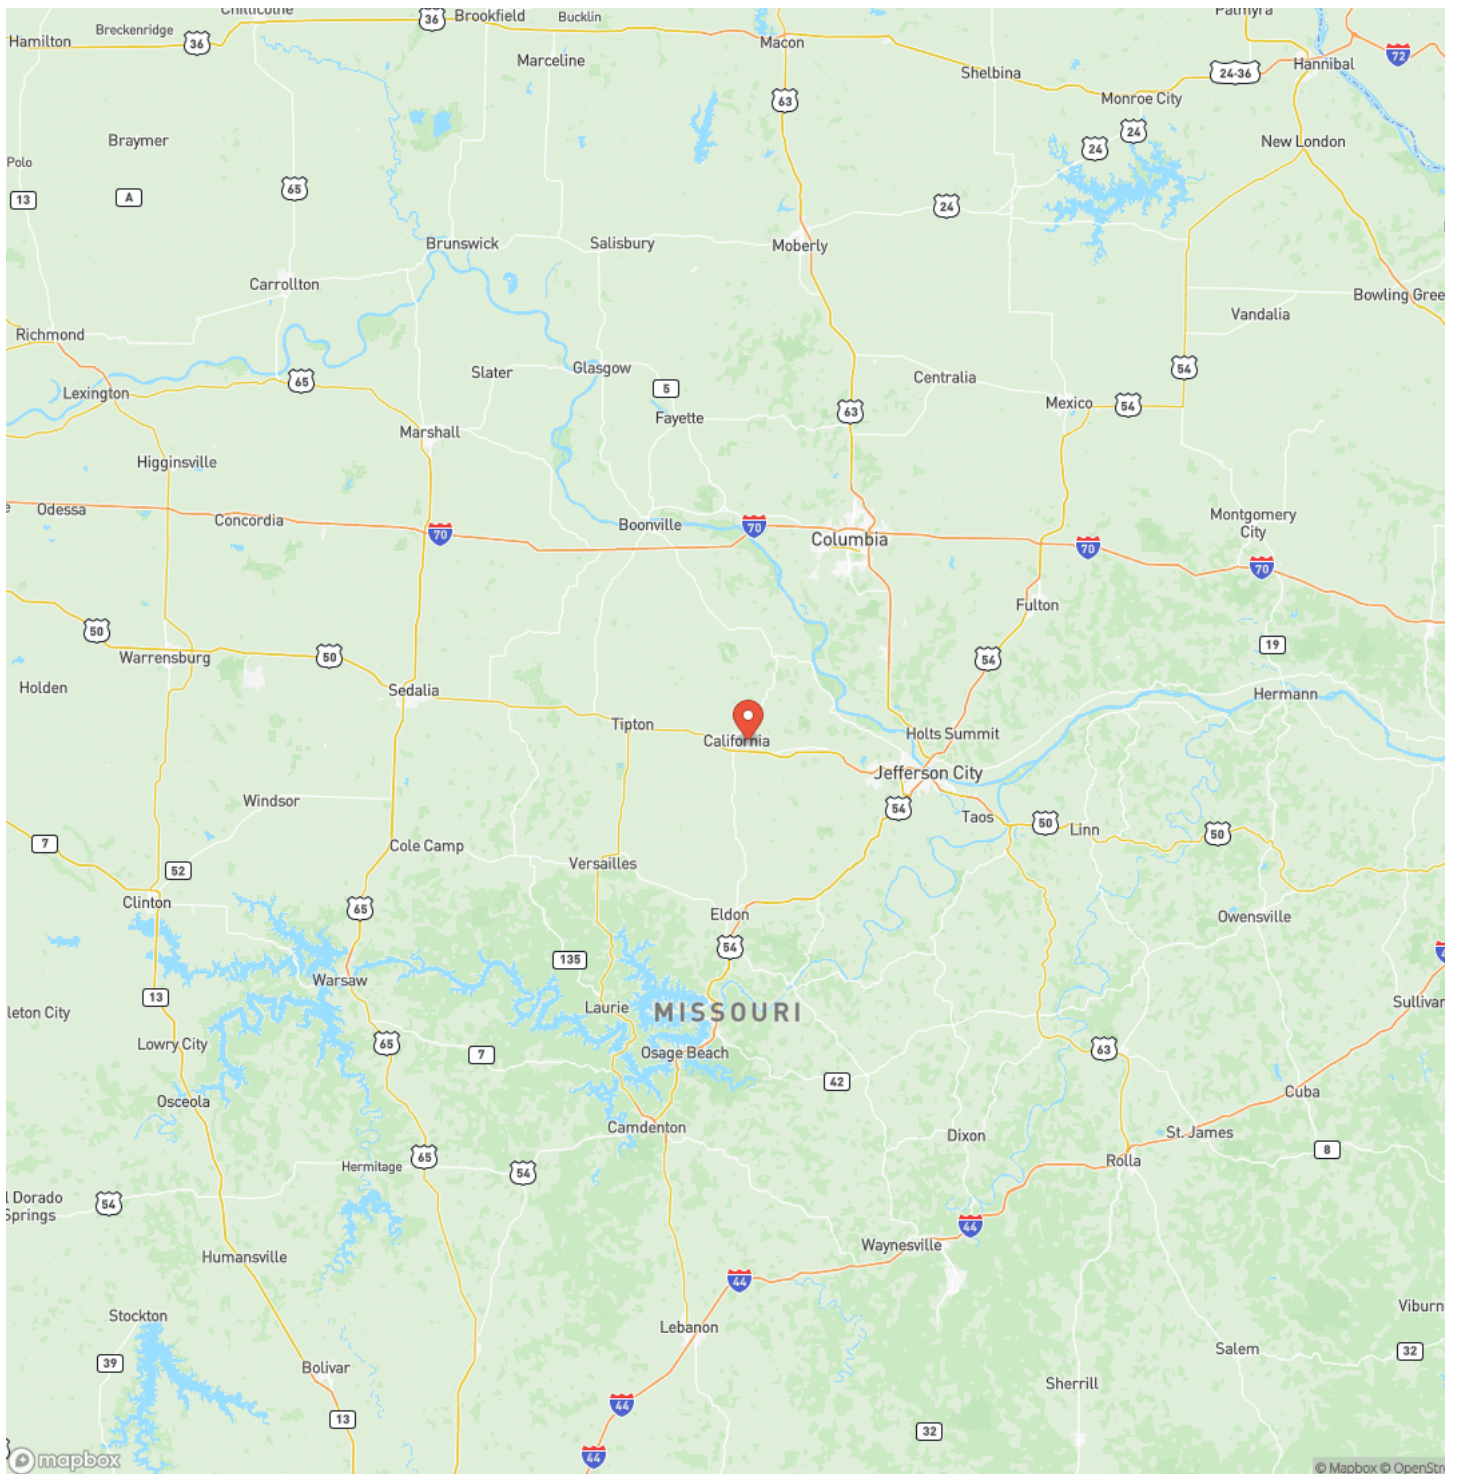 Chillicothe
36
Brookfield
Bucklin
Palmyra
Hamilton
Breckenridge
36
Macon
Marceline
Shelbina
24-36
72
Hannibal
63
Monroe City
Braymer
24
24
New London
Polo
13
A
65
24
Brunswick
Salisbury
Moberly
Carrollton
Bowling Gree
Vandalia
Richmond
Slater
Glasgow
54
Lexington
65
5
Centralia
Mexico
54
63
Fayette
Marshall
Higginsville
Odessa
Concordia
70
Boonville
70
Columbia
70
Montgomery
City
70
Fulton
50
Warrensburg
50
54
19
Holden
Sedalia
Hermann
Tipton
California
Holts Summit
Jefferson City
Windsor
54
Taos
50
Linn
50
7
Cole Camp
Versailles
52
Clinton
65
Eldon
Owensville
54
135
Warsaw
13
Laurie
MISSOURI
Sullivan
leton City
Lowry City
65
7
Osage Beach
63
42
Osceola
Cuba
Camdenton
Dixon
St. James
65
Hermitage
54
Rolla
8
l Dorado
Springs
54
44
Humansville
Waynesville
44
Stockton
Lebanon
Viburn
39
Bolivar
Salem
32
Sherrill
44
13
32
44
mapbox
© Mapbox © OpenStre